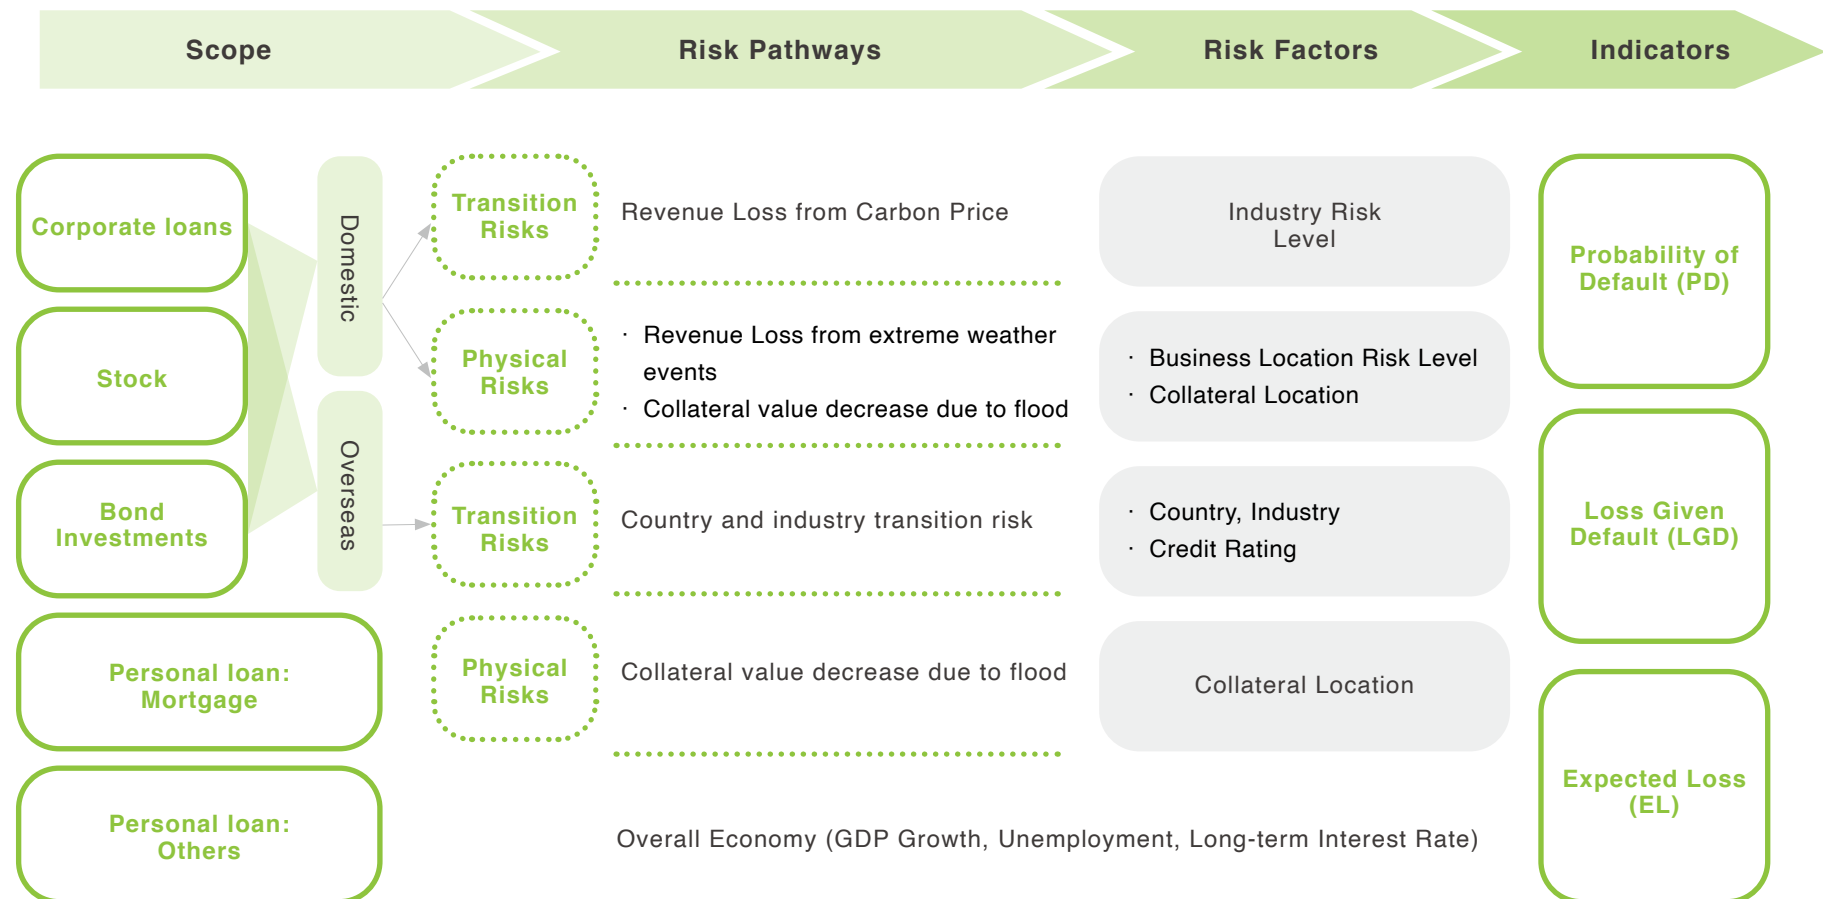 Scope
Risk Pathways
Risk Factors
Indicators
Corporate loans
Stock
Bond
Investments
Domestic
Overseas
Transition
Risks
Revenue Loss from Carbon Price
Industry Risk
Level
Physical
Risks
· Revenue Loss from extreme weather
events
· Collateral value decrease due to flood
· Business Location Risk Level
· Collateral Location
Transition
Risks
Country and industry transition risk
· Country, Industry
· Credit Rating
Personal loan:
Mortgage
Physical
Risks
Collateral value decrease due to flood
Collateral Location
Personal loan:
Others
Overall Economy (GDP Growth, Unemployment, Long-term Interest Rate)
Probability of
Default (PD)
Loss Given
Default (LGD)
Expected Loss
(EL)